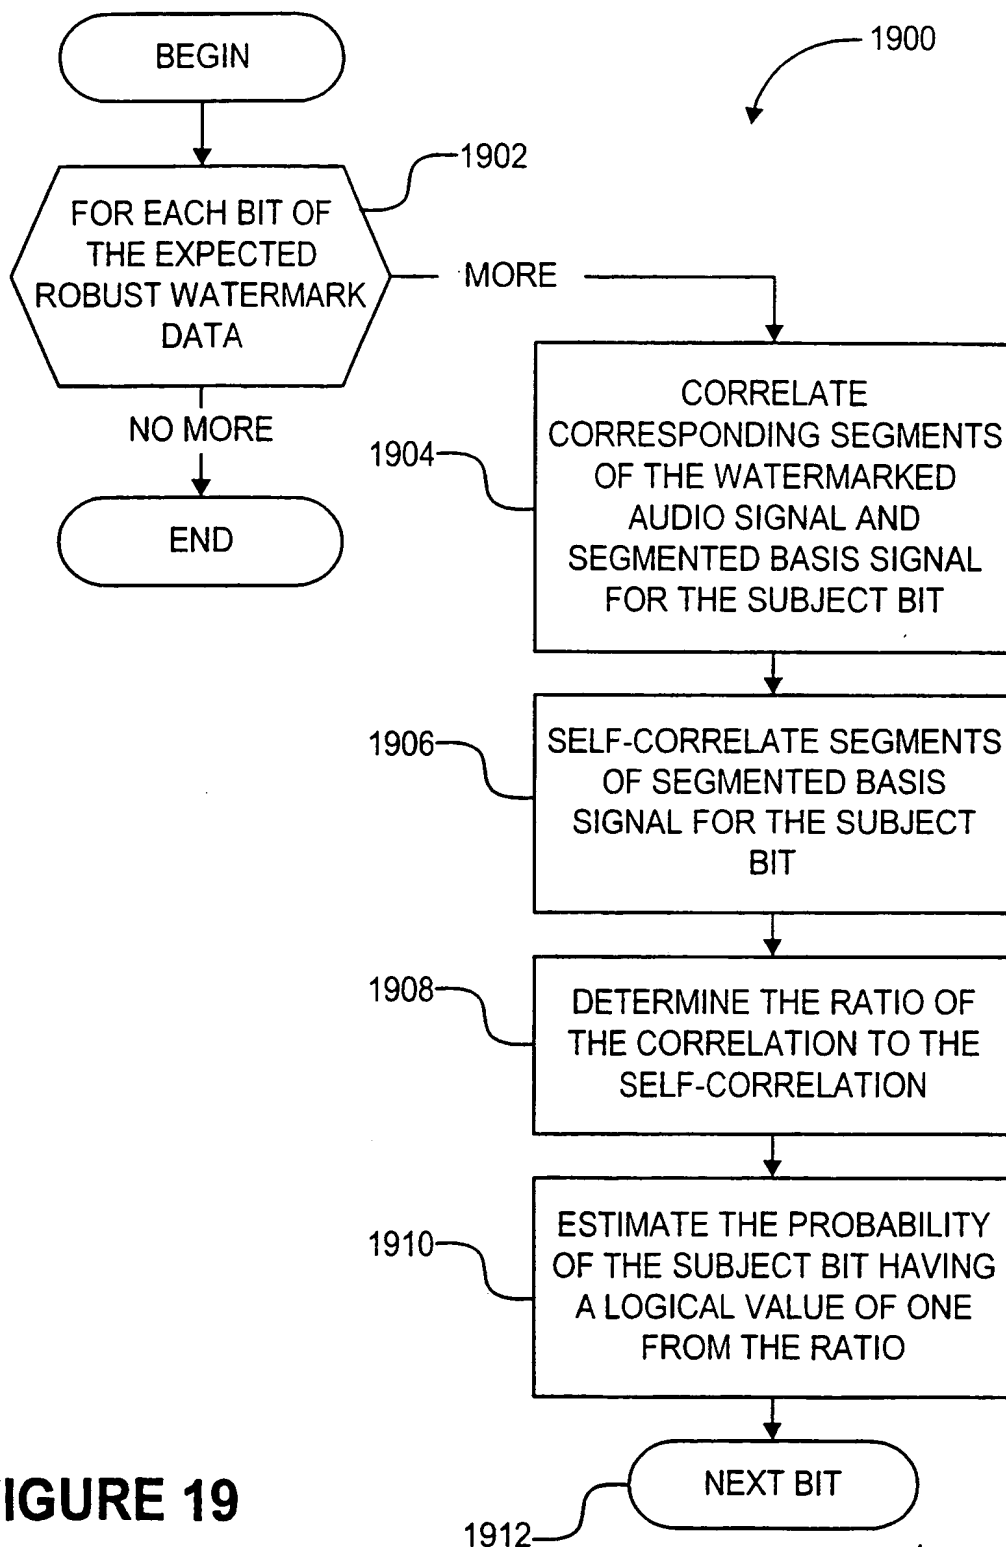 BEGIN
1900
1902
FOR EACH BIT OF
THE EXPECTED
ROBUST WATERMARK
DATA
MORE
NO MORE
END
1904
CORRELATE
CORRESPONDING SEGMENTS
OF THE WATERMARKED
AUDIO SIGNAL AND
SEGMENTED BASIS SIGNAL
FOR THE SUBJECT BIT
1906
SELF-CORRELATE SEGMENTS
OF SEGMENTED BASIS
SIGNAL FOR THE SUBJECT
BIT
1908
DETERMINE THE RATIO OF
THE CORRELATION TO THE
SELF-CORRELATION
1910
ESTIMATE THE PROBABILITY
OF THE SUBJECT BIT HAVING
A LOGICAL VALUE OF ONE
FROM THE RATIO
NEXT BIT
1912
IGURE 19